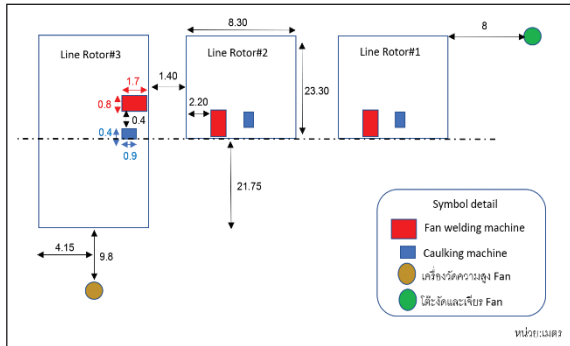 8.30
8
Line Rotor#3
Line Rotor#2
Line Rotor#1
1.40
1.7
23.30
0.8
2.20
0.4
0.4
0.9
21.75
Symbol detail
Fan welding machine
4.15
9.8
Caulking machine
เครื่องวัดความสูง Fan
โต๊ะงัดและเจียร Fan
หน่วย:เมตร